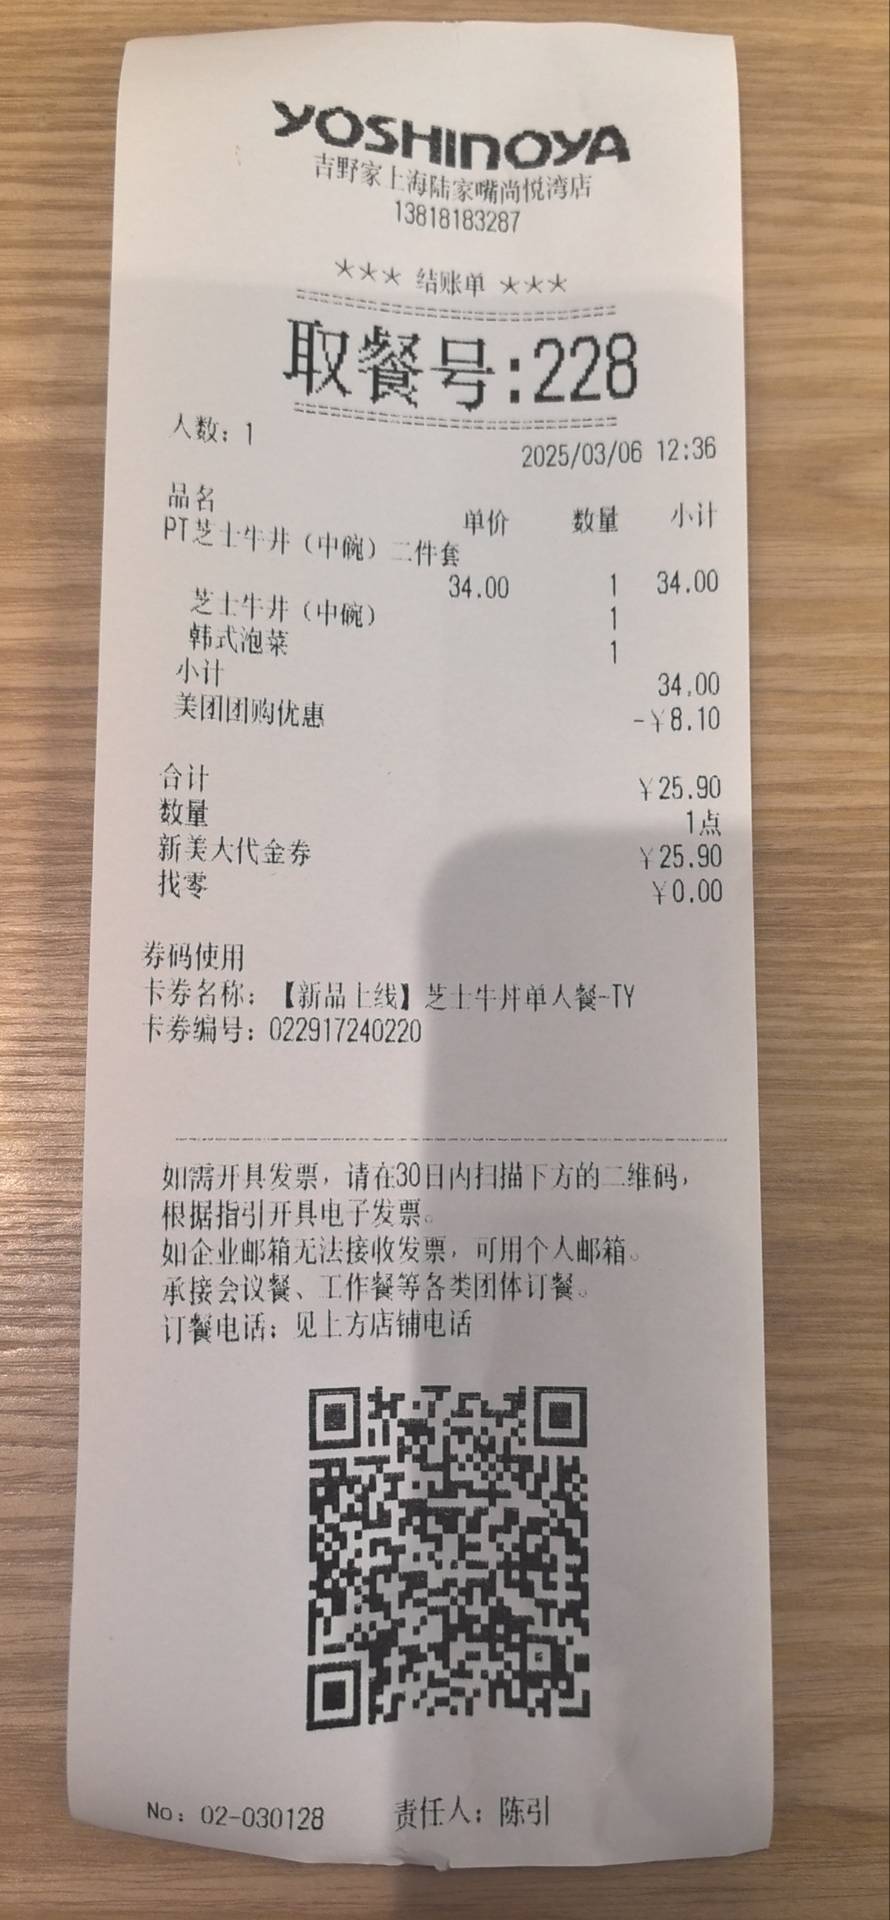 YOSHINOYA
吉野家上海陆家嘴尚悦湾店
13818183287
*** 结账单 ***
取餐号:228
人数：1
2025/03/06 12:36
品名 单价 数量 小计
PT芝士牛丼（中碗）二件套
34.00 1 34.00
芝士牛丼（中碗） 1
韩式泡菜 1
小计 34.00
美团团购优惠 -¥8.10
合计 ¥25.90
数量 1点
新美大代金券 ¥25.90
找零 ¥0.00
券码使用
卡券名称：【新品上线】芝士牛丼单人餐-TY
卡券编号：022917240220
如需开具发票，请在30日内扫描下方的二维码，
根据指引开具电子发票。
如企业邮箱无法接收发票，可用个人邮箱。
承接会议餐、工作餐等各类团体订餐。
订餐电话：见上方店铺电话
No：02-030128 责任人：陈引